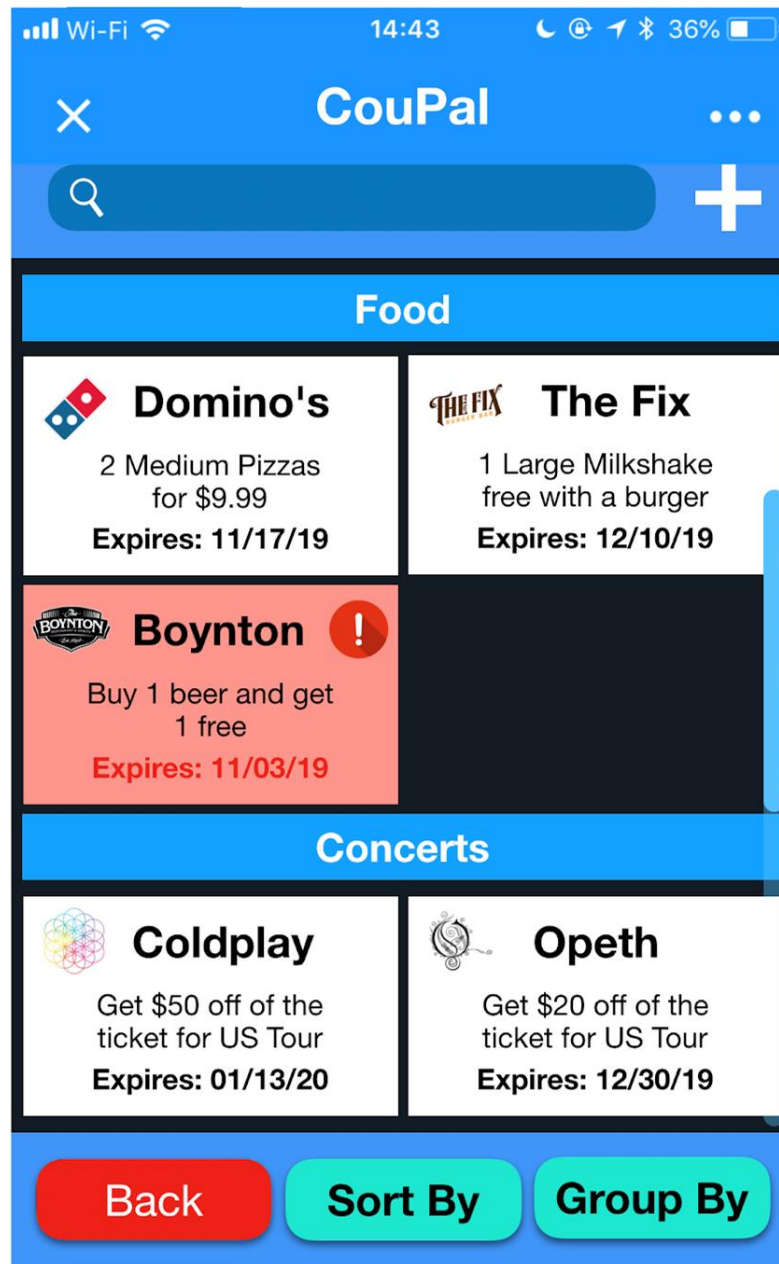 Wi-Fi 14:43 36%
CouPal
Food
Domino's
2 Medium Pizzas
for $9.99
Expires: 11/17/19
THE FIX
BURGER BAR
The Fix
1 Large Milkshake
free with a burger
Expires: 12/10/19
The
BOYNTON
Boynton
!
Buy 1 beer and get
1 free
Expires: 11/03/19
Concerts
Coldplay
Get $50 off of the
ticket for US Tour
Expires: 01/13/20
Opeth
Get $20 off of the
ticket for US Tour
Expires: 12/30/19
Back Sort By Group By